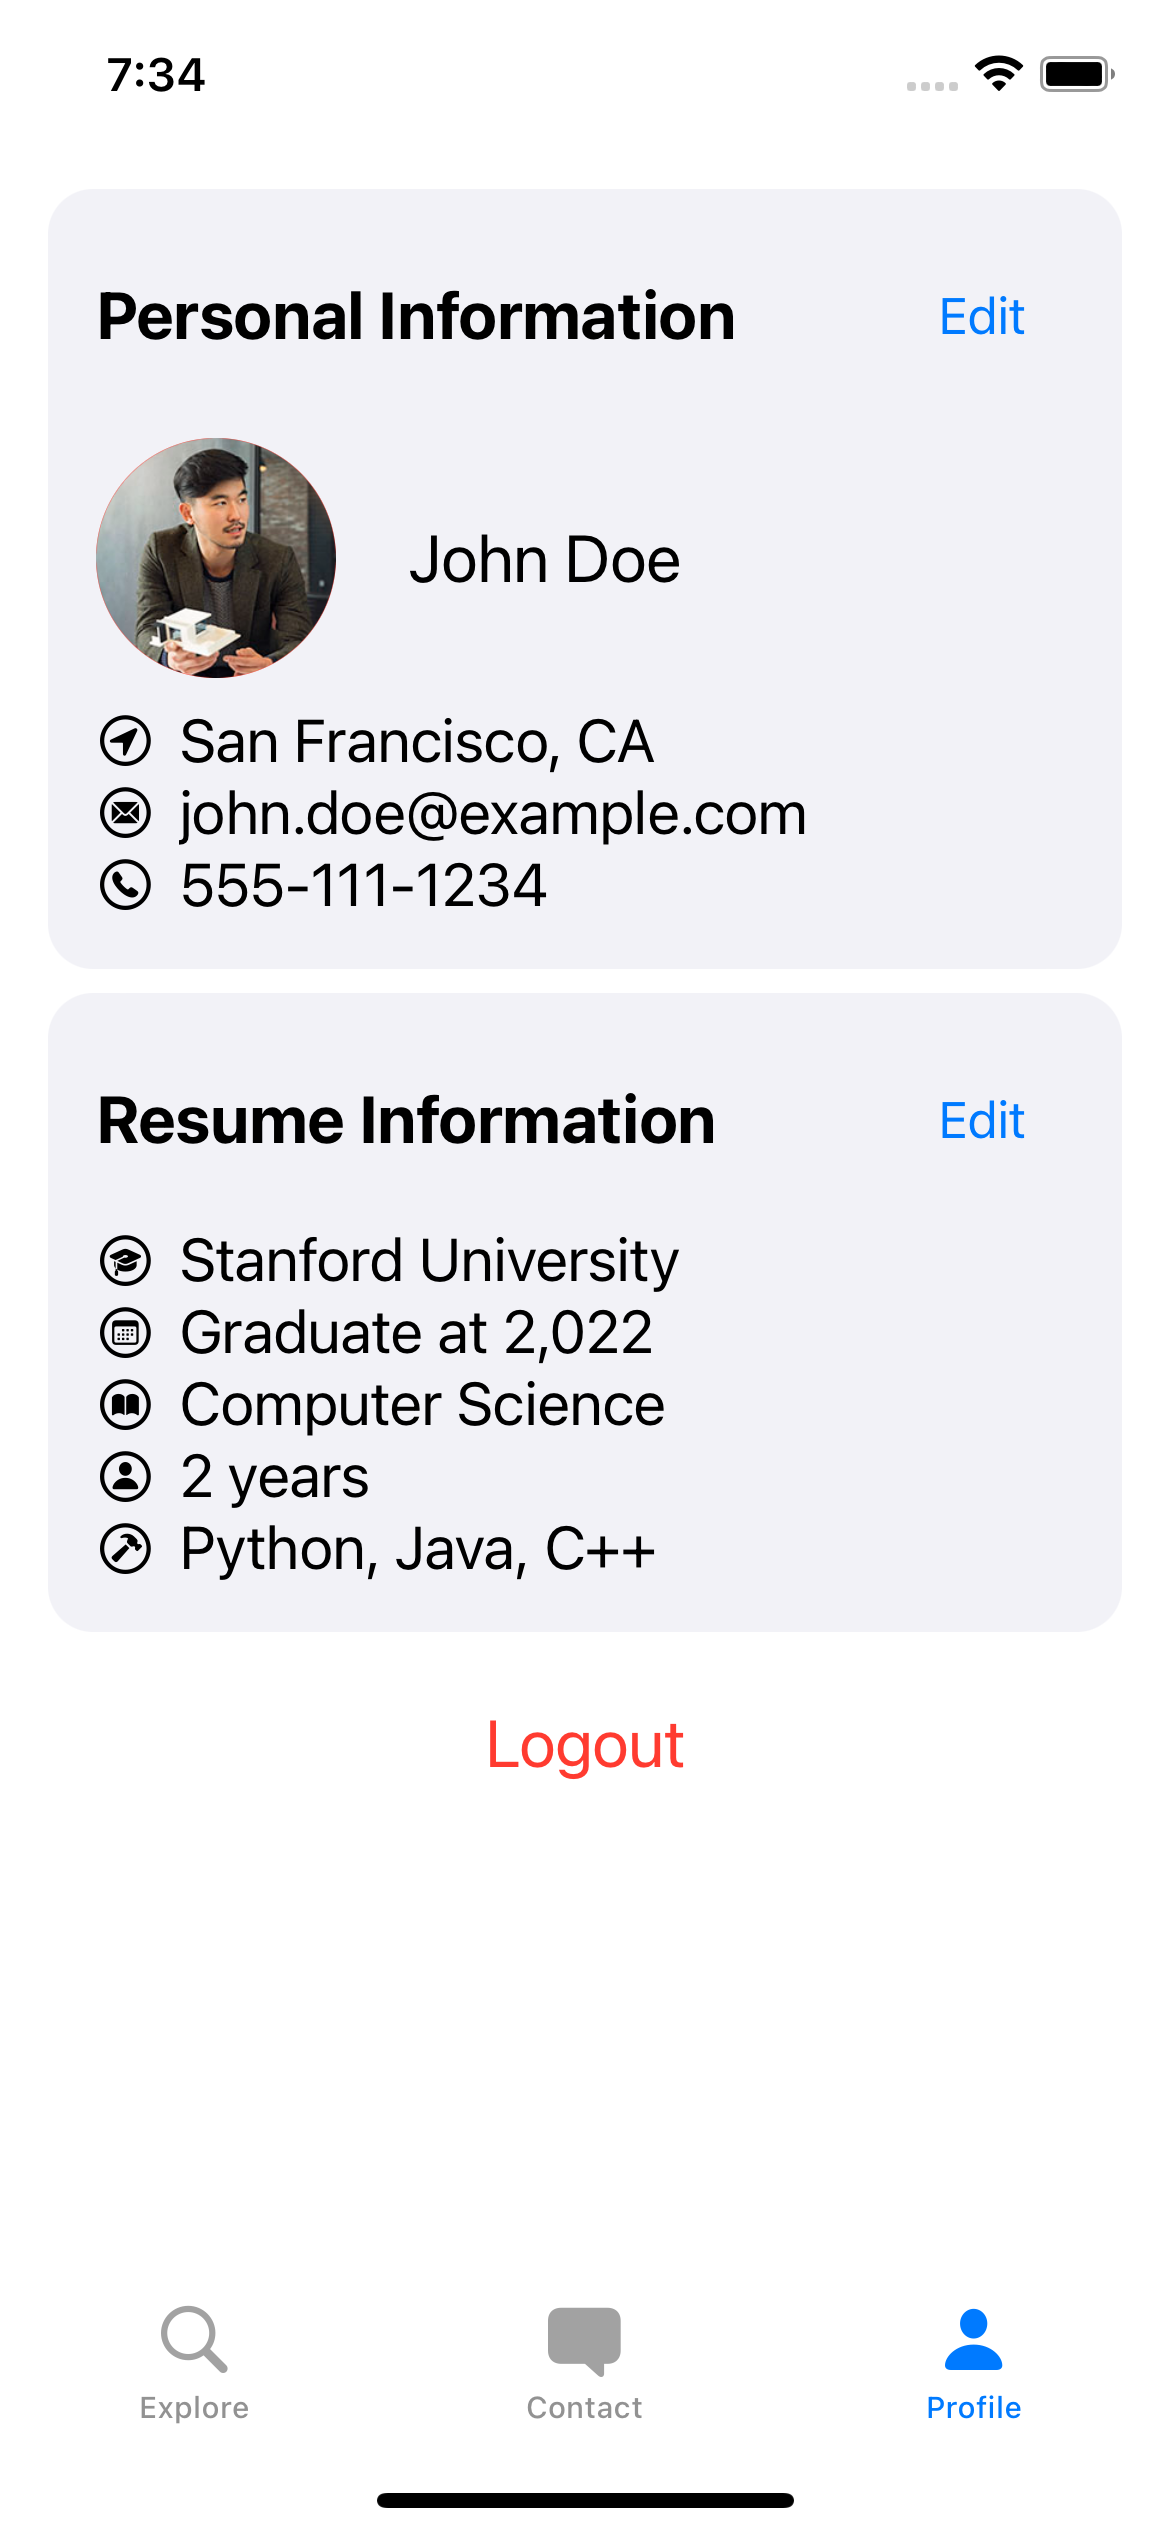 7:34
Personal Information Edit
John Doe
San Francisco, CA
john.doe@example.com
555-111-1234
Resume Information Edit
Stanford University
Graduate at 2,022
Computer Science
2 years
Python, Java, C++
Logout
Explore Contact Profile